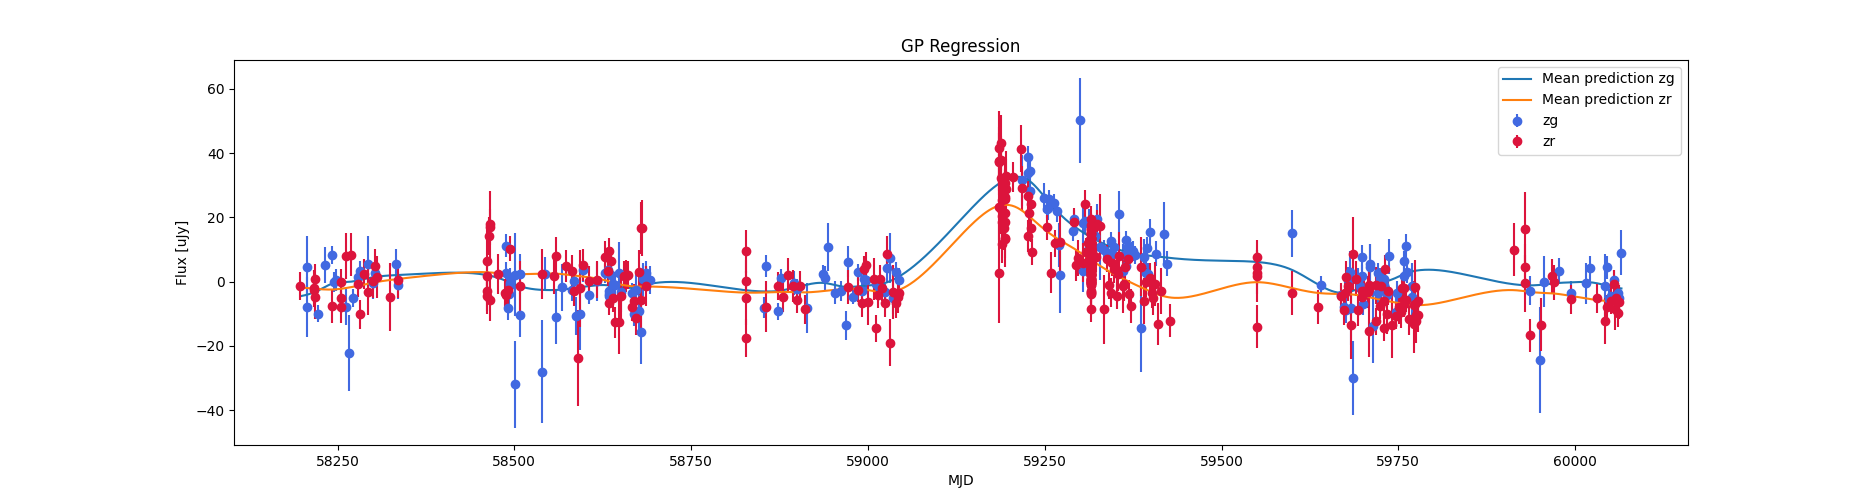 GP Regression
Mean prediction zg
Mean prediction zr
zg
zr
Flux [uJy]
60
40
20
0
−20
−40
58250
58500
58750
59000
59250
59500
59750
60000
MJD